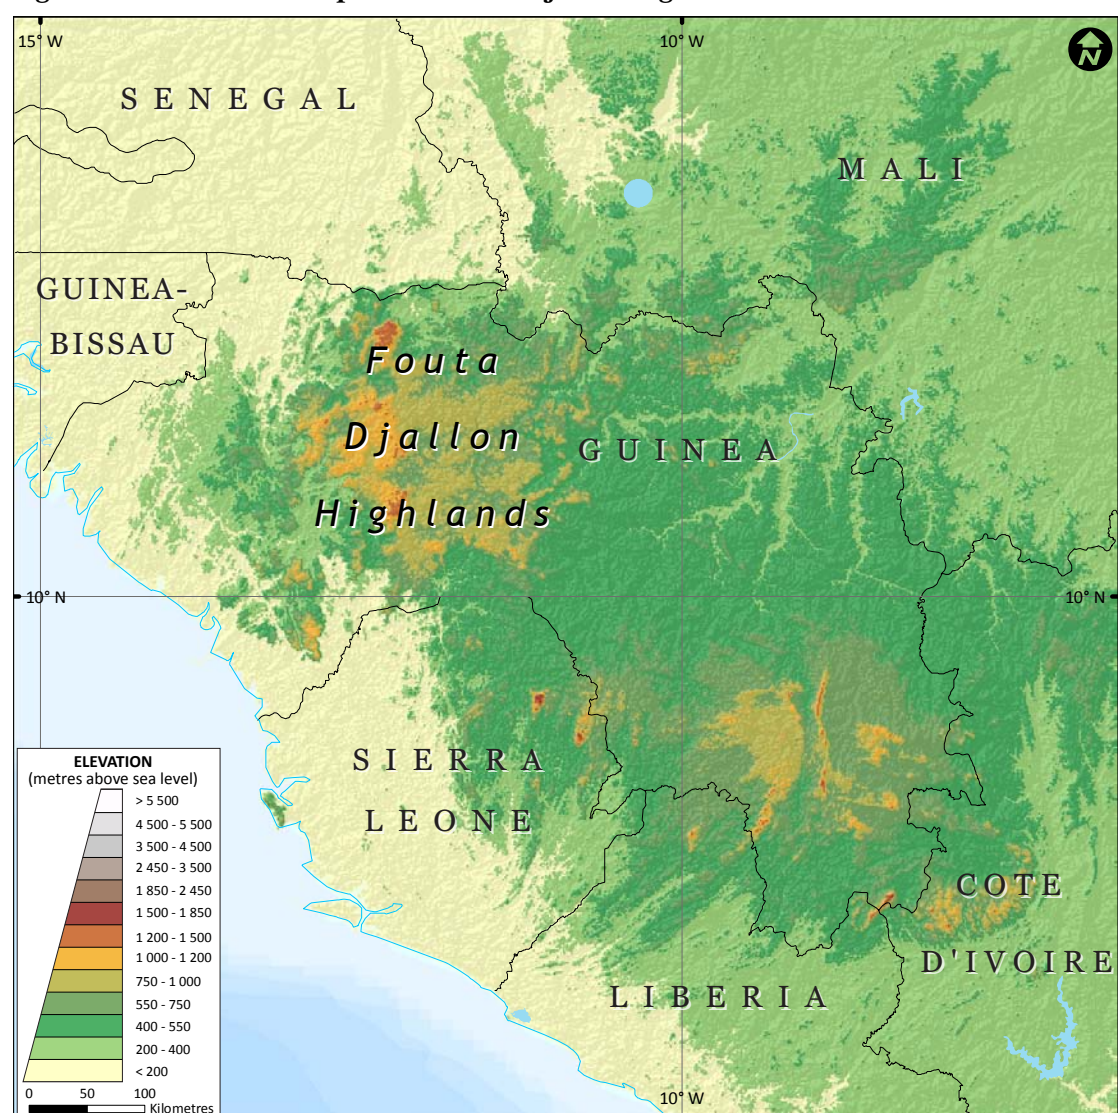 15° W
10° W
N
SENEGAL
MALI
GUINEA-
BISSAU
Fouta
Djallon
GUINEA
Highlands
10° N
10° N
SIERRA
LEONE
COTE
D'IVOIRE
LIBERIA
ELEVATION
(metres above sea level)
> 5 500
4 500 - 5 500
3 500 - 4 500
2 450 - 3 500
1 850 - 2 450
1 500 - 1 850
1 200 - 1 500
1 000 - 1 200
750 - 1 000
550 - 750
400 - 550
200 - 400
< 200
0 50 100
Kilometres
10° W